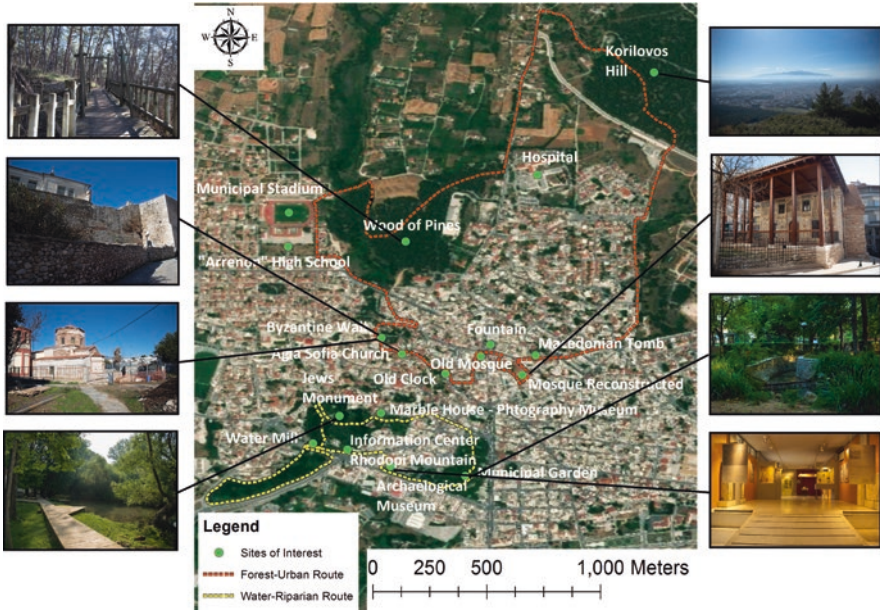 N
W E
S
Korilovos
Hill
Hospital
Municipal Stadium
Wood of Pines
"Arrenon" High School
Byzantine Wall
Fountain
Agia Sofia Church
Old Mosque
Macedonian Tomb
Jews
Monument
Old Clock
Mosque Reconstructed
Marble House - Phtography Museum
Water Mill
Information Center
Rhodopi Mountain
Municipal Garden
Archaelogical
Museum
Legend
Sites of Interest
Forest-Urban Route
Water-Riparian Route
0 250 500 1,000 Meters